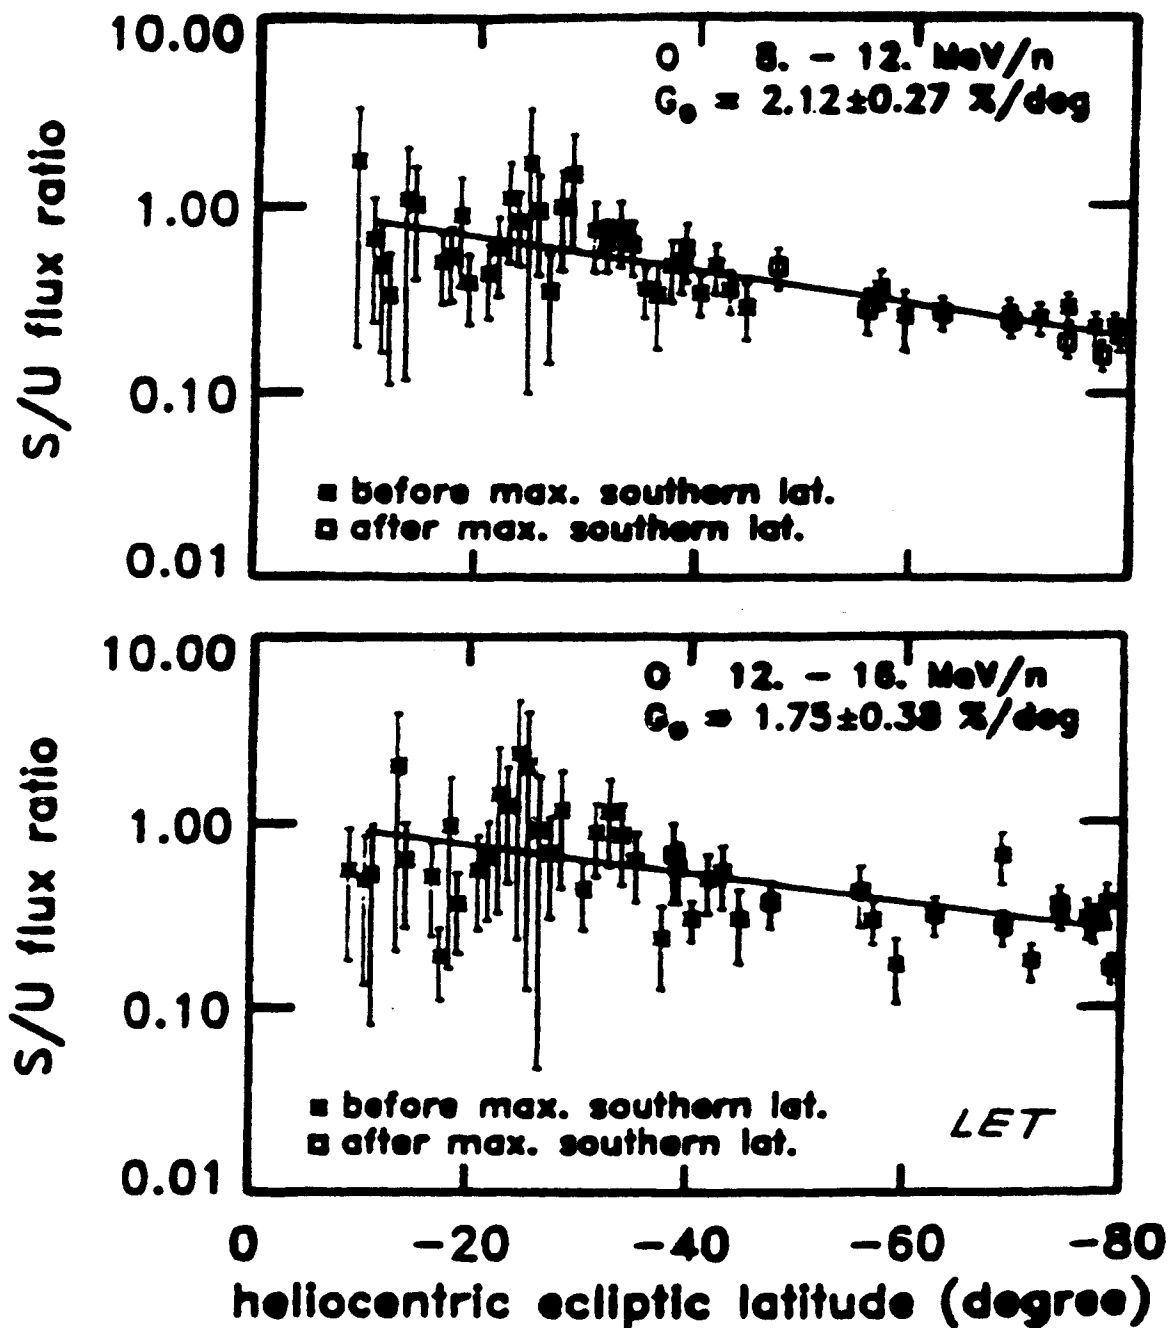 10.00
1.00
0.10
0.01
S/U flux ratio
O 8. - 12. MeV/n
G_θ = 2.12±0.27 %/deg
before max. southern lat.
after max. southern lat.
10.00
1.00
0.10
0.01
S/U flux ratio
O 12. - 16. MeV/n
G_θ = 1.75±0.38 %/deg
before max. southern lat.
after max. southern lat.
LET
0 -20 -40 -60 -80
heliocentric ecliptic latitude (degree)